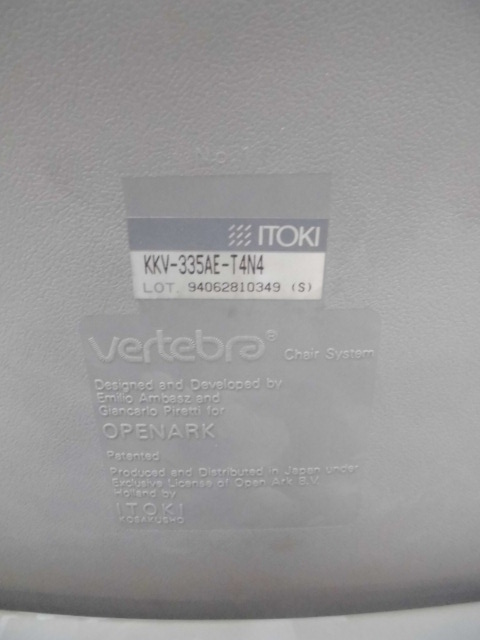 ITOKI
KKV-335AE-T4N4
LOT. 94062810349 (S)
vertebra® Chair System
Designed and Developed by
Emilio Ambasz and
Giancarlo Piretti for
OPENARK
Patented
Produced and Distributed in Japan under
Exclusive License of Open Ark B.V.
Holland by
ITOKI
KOSAKUSHO